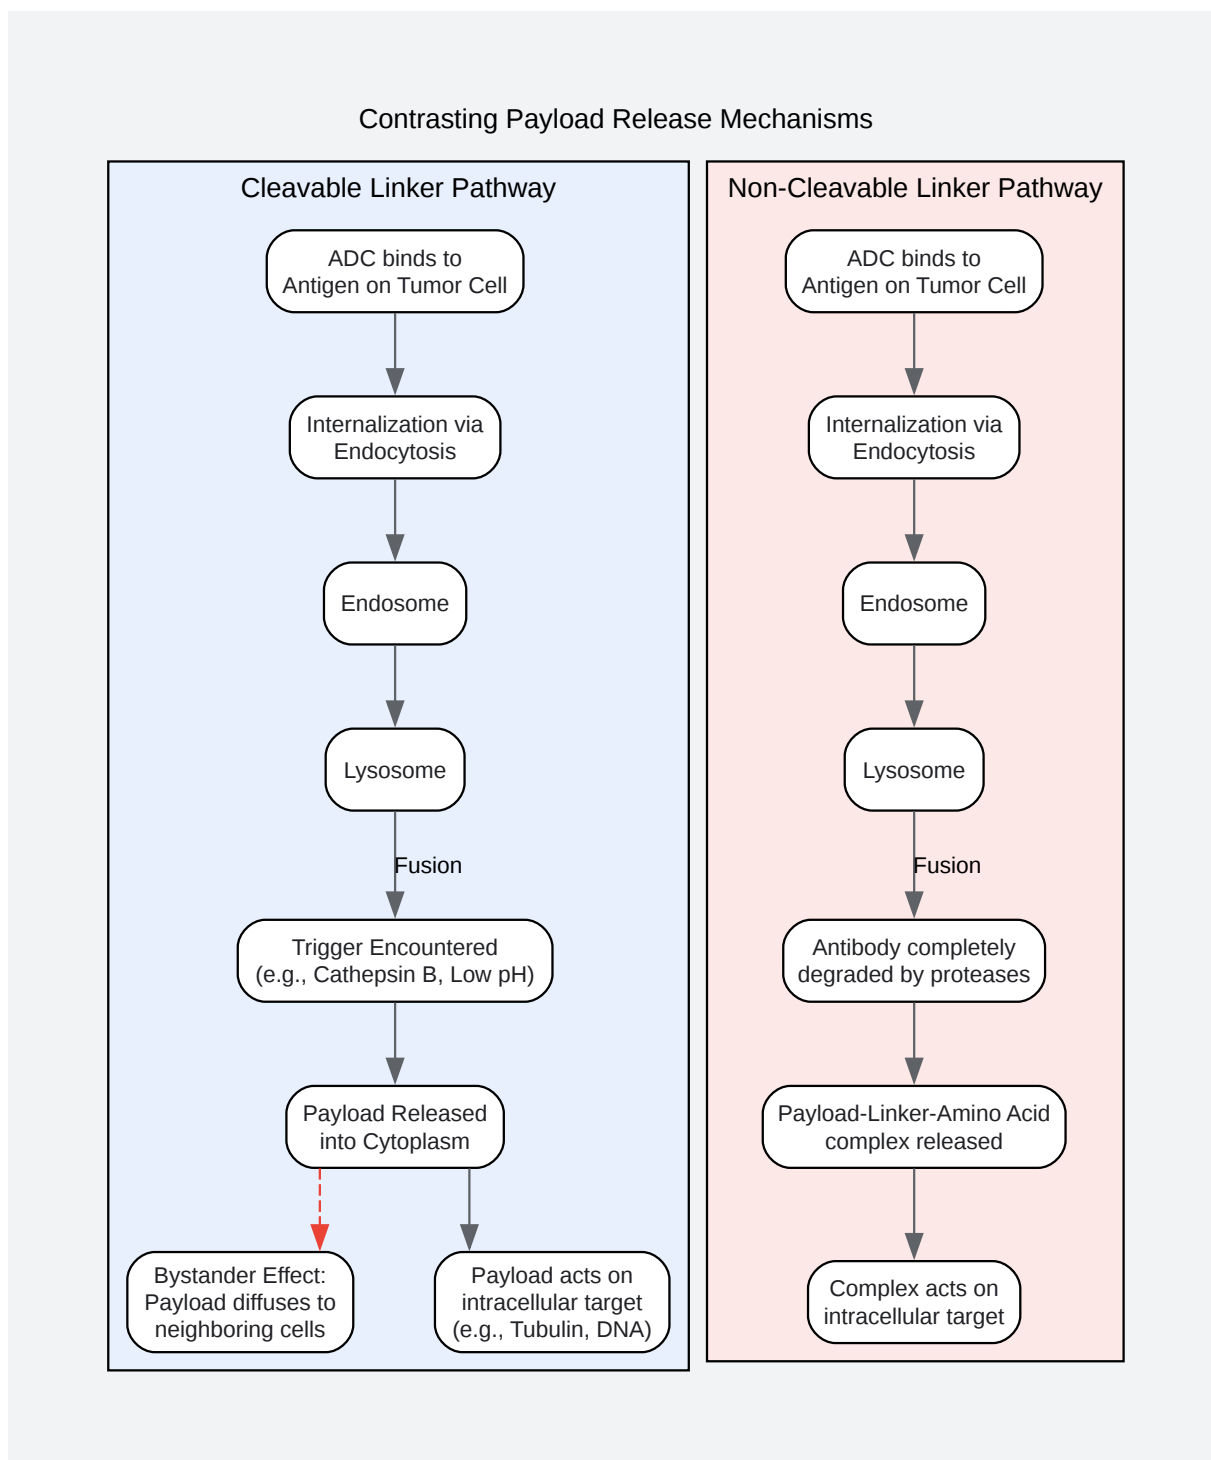 Contrasting Payload Release Mechanisms
Cleavable Linker Pathway
ADC binds to
Antigen on Tumor Cell
Internalization via
Endocytosis
Endosome
Lysosome
Fusion
Trigger Encountered
(e.g., Cathepsin B, Low pH)
Payload Released
into Cytoplasm
Bystander Effect:
Payload diffuses to
neighboring cells
Payload acts on
intracellular target
(e.g., Tubulin, DNA)
Non-Cleavable Linker Pathway
ADC binds to
Antigen on Tumor Cell
Internalization via
Endocytosis
Endosome
Lysosome
Fusion
Antibody completely
degraded by proteases
Payload-Linker-Amino Acid
complex released
Complex acts on
intracellular target